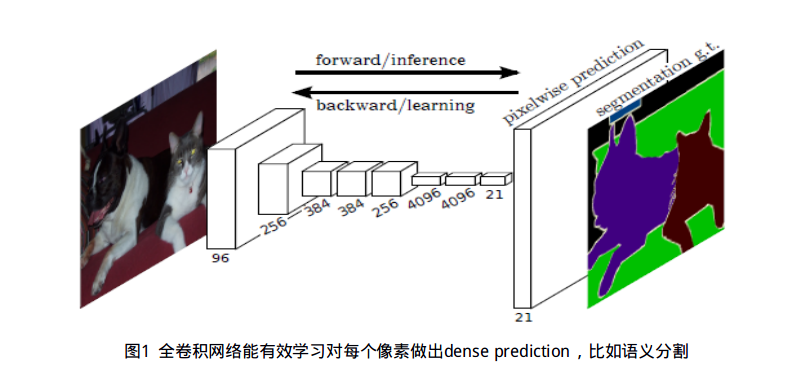 forward/inference
backward/learning
pixelwise prediction
segmentation g.t.
96
256
384
384
256
4096
4096
21
21
图1 全卷积网络能有效学习对每个像素做出dense prediction，比如语义分割